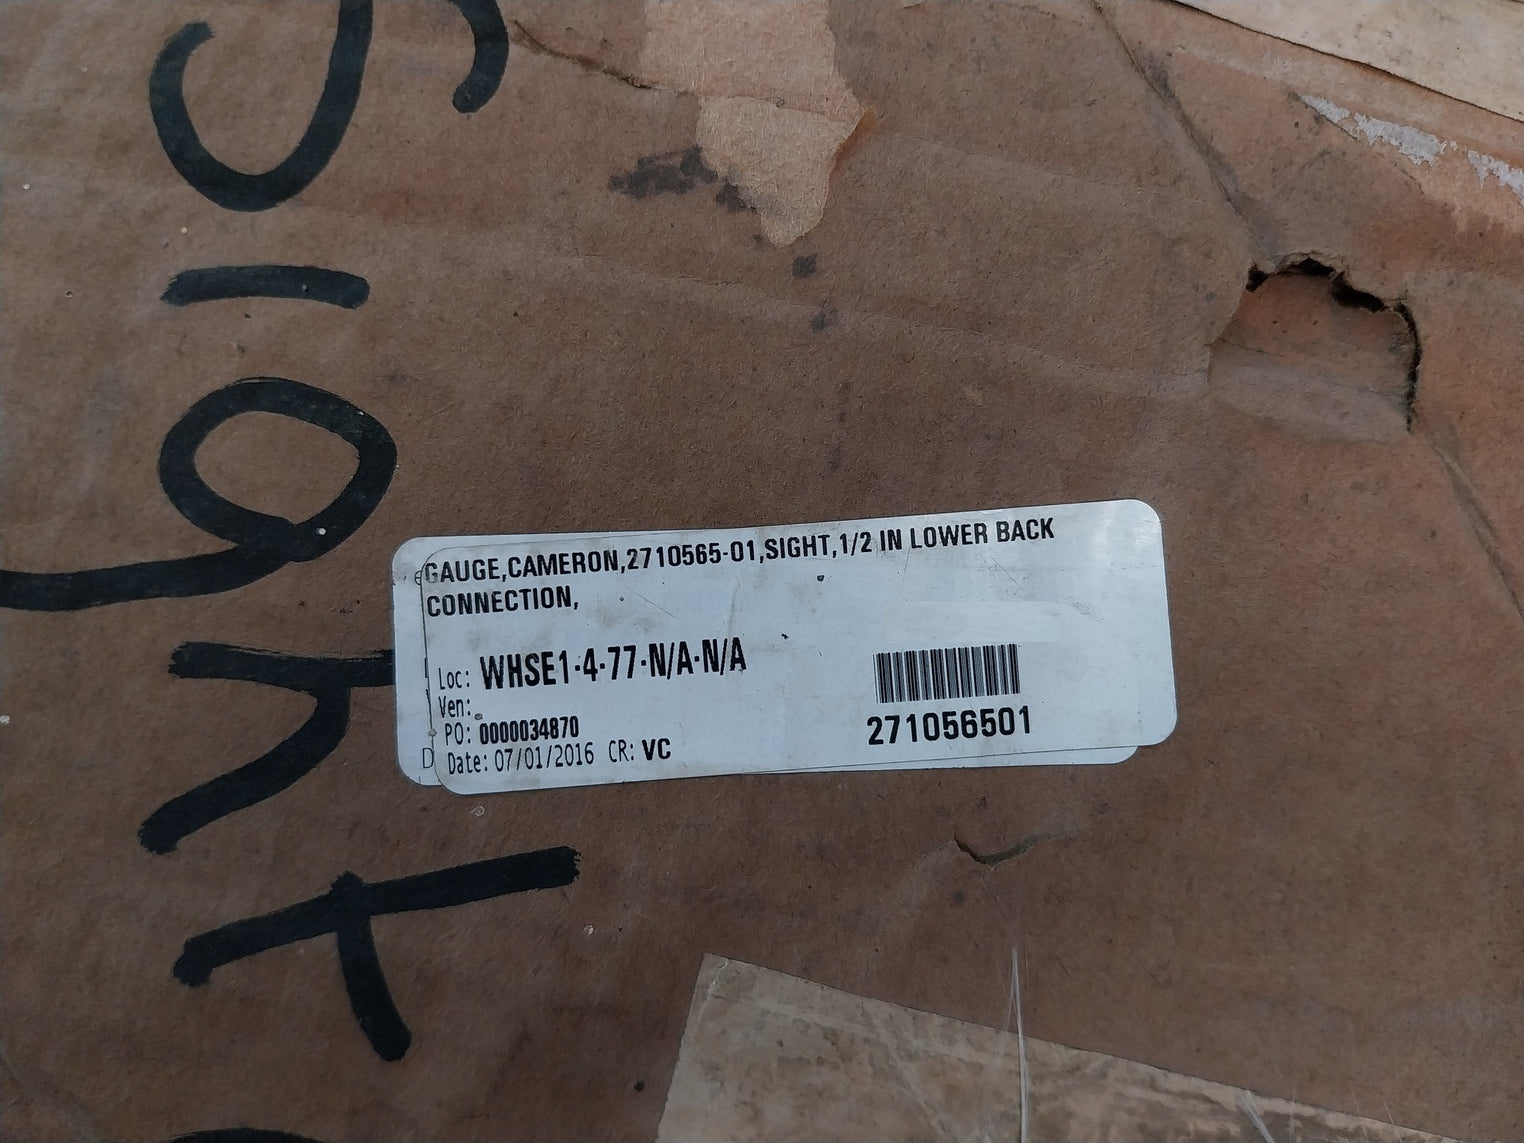 Sight
GAUGE,CAMERON,2710565-01,SIGHT,1/2 IN LOWER BACK
CONNECTION,
Loc: WHSE1-4-77-N/A-N/A
Ven:
PO: 0000034870
Date: 07/01/2016 CR: VC
271056501
D